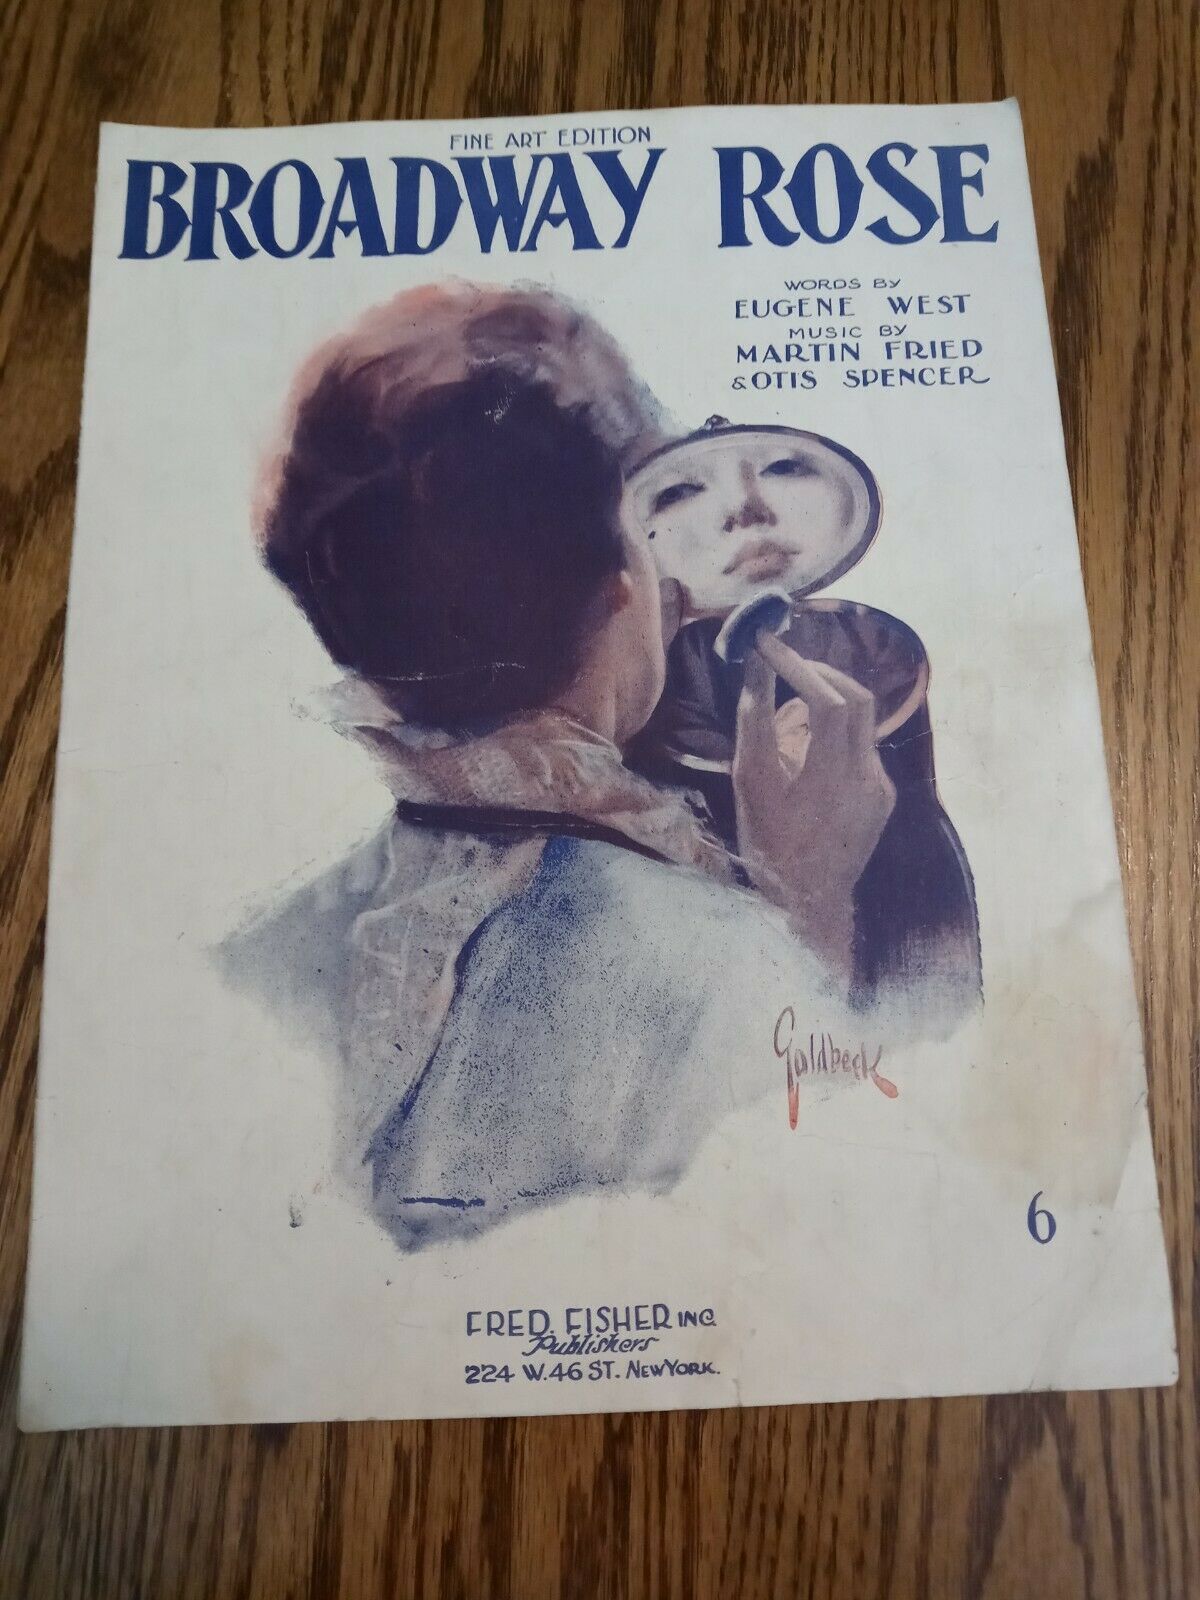 FINE ART EDITION
BROADWAY ROSE
WORDS BY
EUGENE WEST
MUSIC BY
MARTIN FRIED
& OTIS SPENCER
Goldbeck
6
FRED. FISHER INC.
Publishers
224 W. 46 ST. NEW YORK.